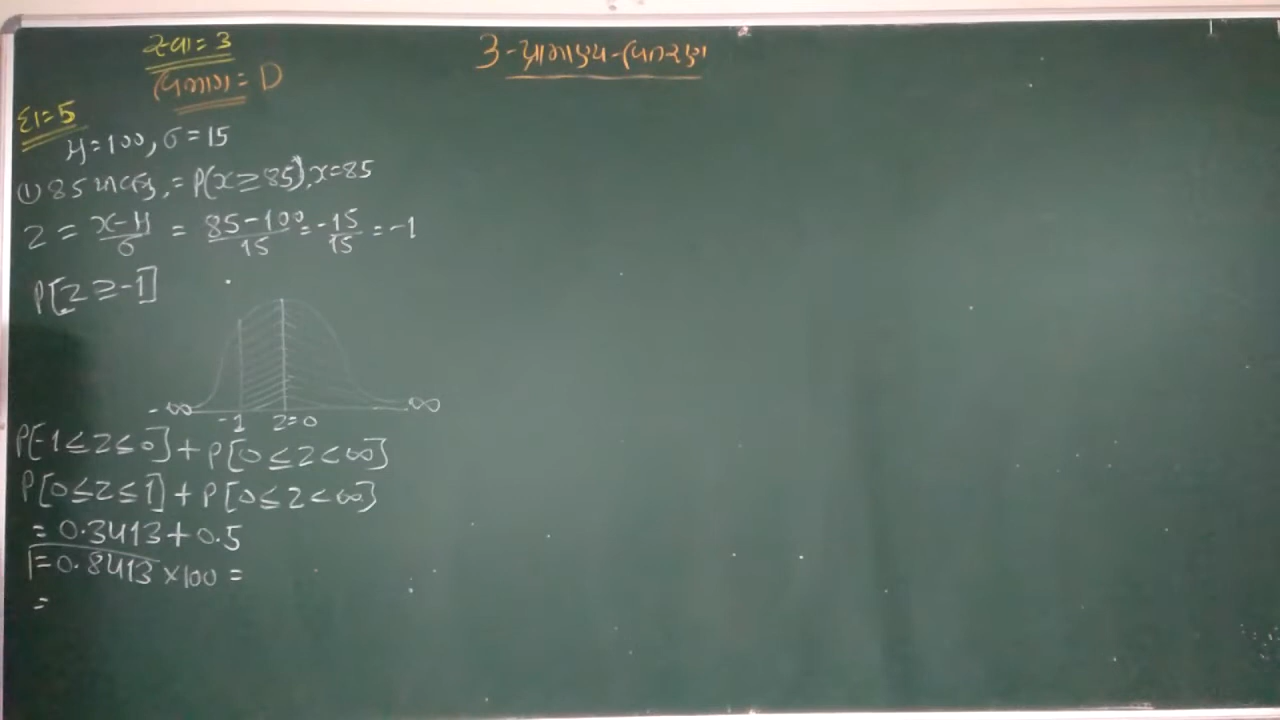 સ્વા=3
વિભાગ=D
3-પ્રામાણ્ય-વિતરણ
દા=5
μ=100, σ=15
① 85 = P(x≥85), x=85
z = x-μ/σ = 85-100/15 = -15/15 = -1
P[z≥-1]
-∞ -1 z=0 ∞
P[-1≤z≤0]+P[0≤z<∞]
P[0≤z≤1]+P[0≤z<∞]
=0.3413+0.5
=0.8413×100=
=